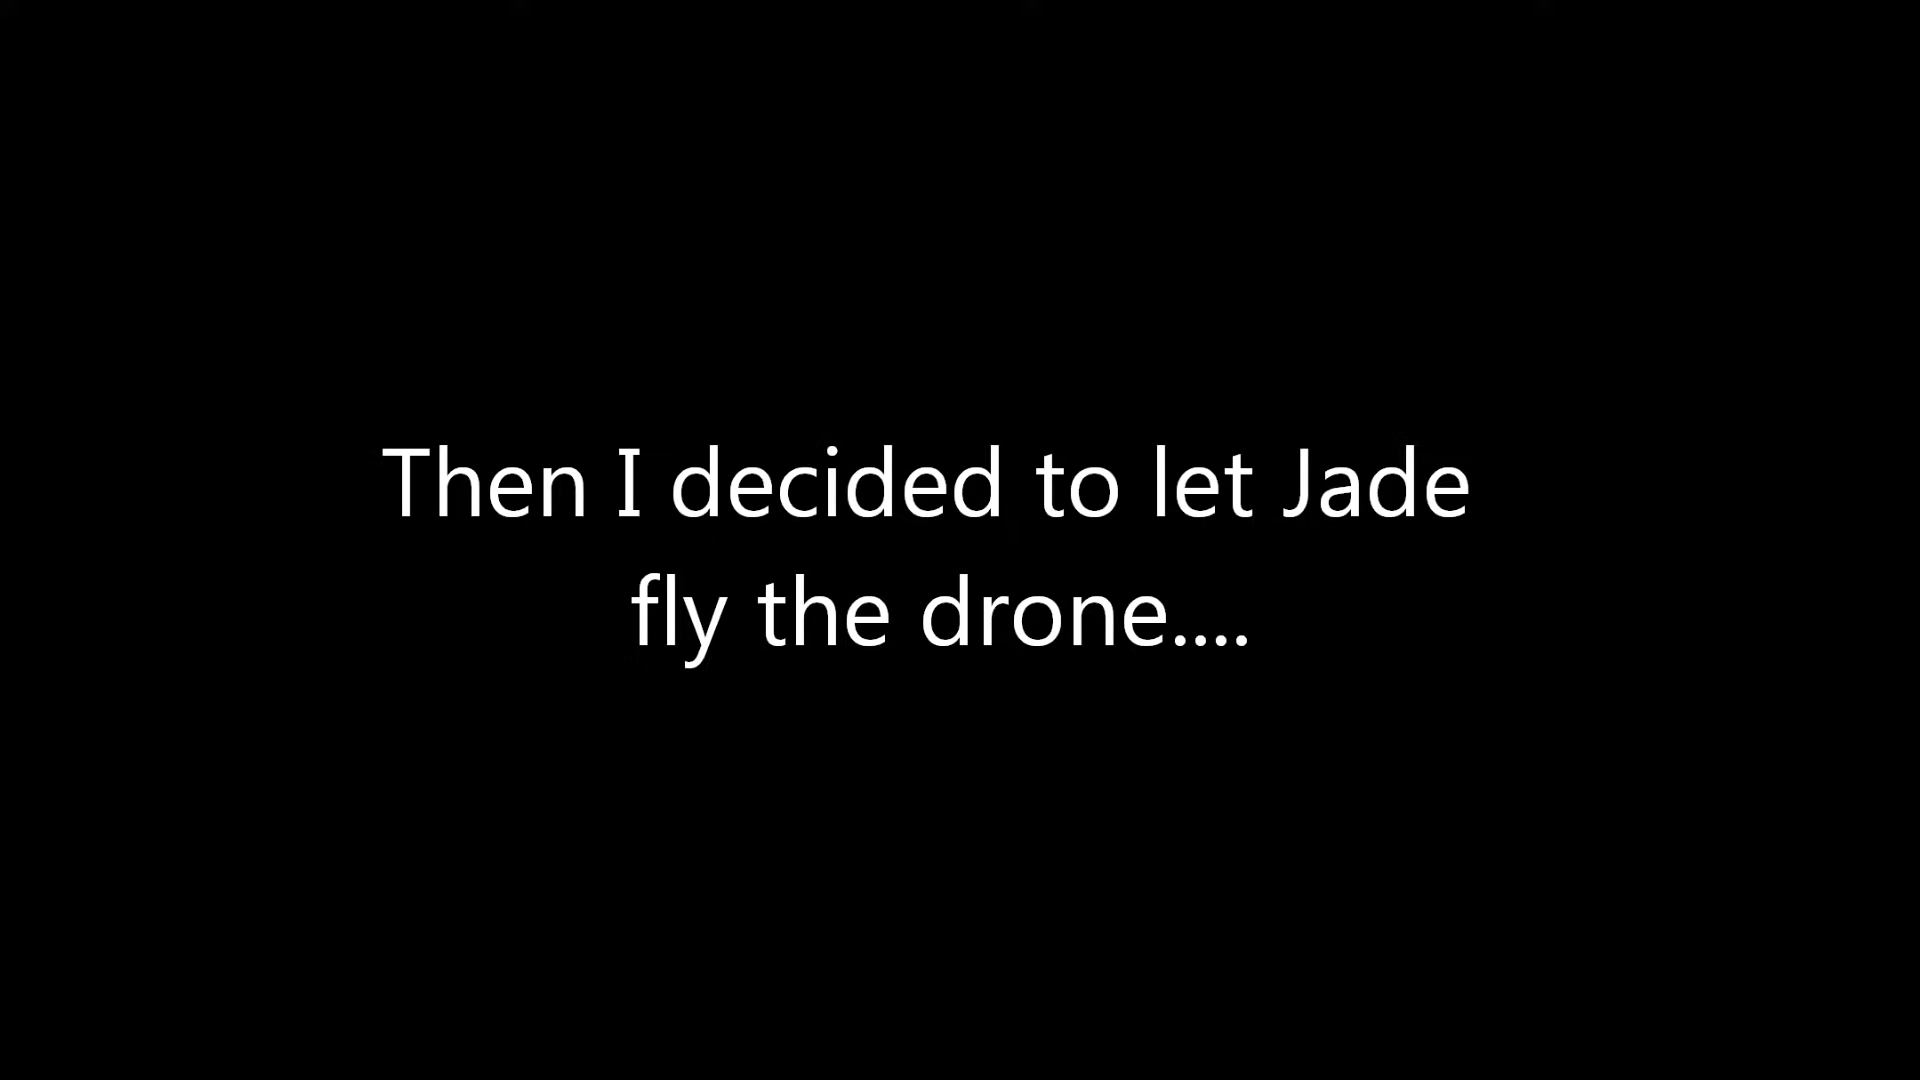 Then I decided to let Jade
fly the drone....